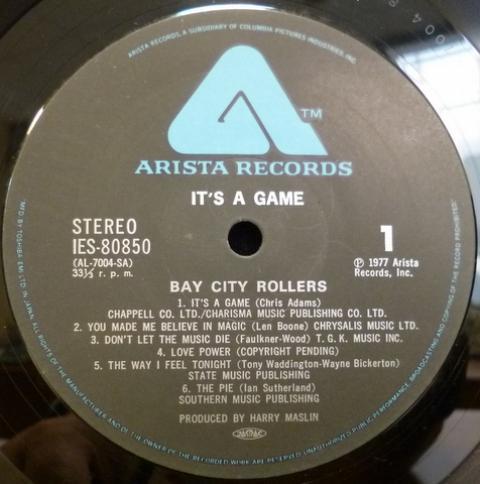 ARISTA RECORDS, A SUBSIDIARY OF COLUMBIA PICTURES INDUSTRIES, INC.
TM
ARISTA RECORDS
IT'S A GAME
STEREO
IES-80850
(AL-7004-SA)
33⅓ r. p. m.
1
Ⓟ 1977 Arista
Records, Inc.
BAY CITY ROLLERS
1. IT'S A GAME (Chris Adams)
CHAPPELL CO. LTD./CHARISMA MUSIC PUBLISHING CO. LTD.
2. YOU MADE ME BELIEVE IN MAGIC (Len Boone) CHRYSALIS MUSIC LTD.
3. DON'T LET THE MUSIC DIE (Faulkner-Wood) T. G. K. MUSIC INC.
4. LOVE POWER (COPYRIGHT PENDING)
5. THE WAY I FEEL TONIGHT (Tony Waddington-Wayne Bickerton)
STATE MUSIC PUBLISHING
6. THE PIE (Ian Sutherland)
SOUTHERN MUSIC PUBLISHING
PRODUCED BY HARRY MASLIN
MFD. BY TOSHIBA EMI LTD IN JAPAN. ALL RIGHTS OF THE MANUFACTURER AND OF THE OWNER OF THE RECORDED WORK ARE RESERVED. UNAUTHORIZED PUBLIC PERFORMANCE, BROADCASTING AND COPYING OF THE RECORD PROHIBITED.